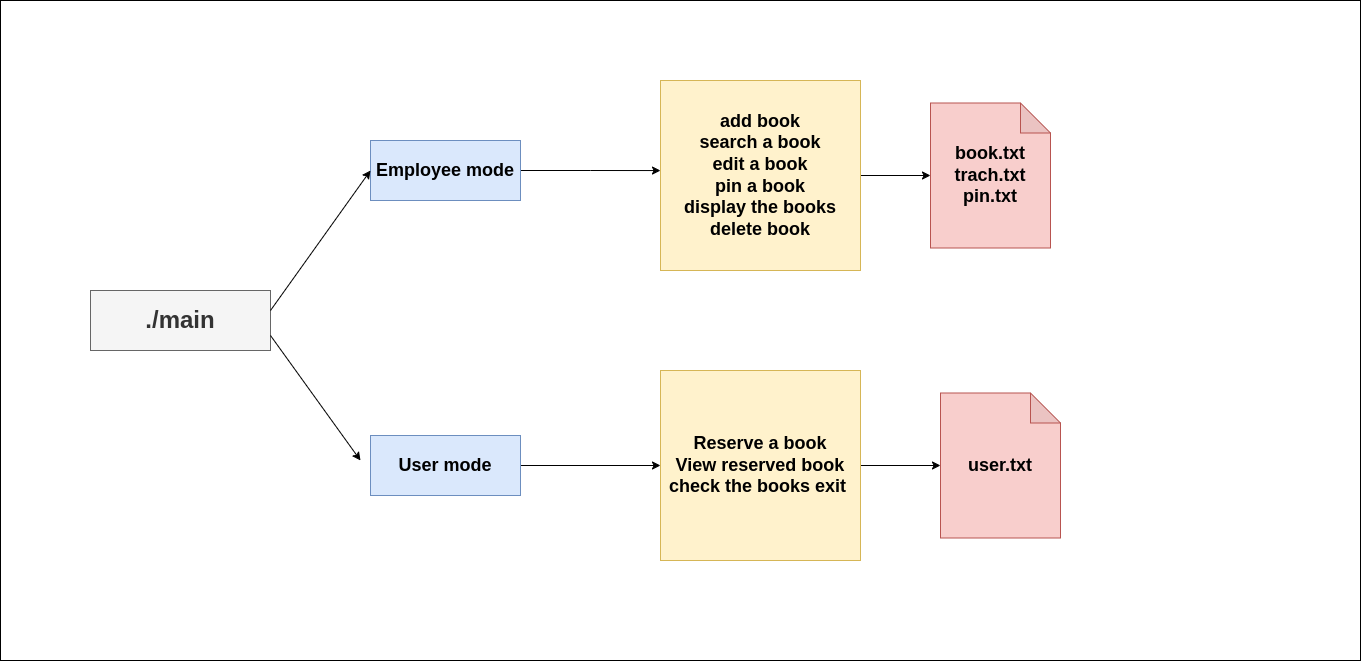 ./main
Employee mode
add book
search a book
edit a book
pin a book
display the books
delete book
book.txt
trach.txt
pin.txt
User mode
Reserve a book
View reserved book
check the books exit
user.txt